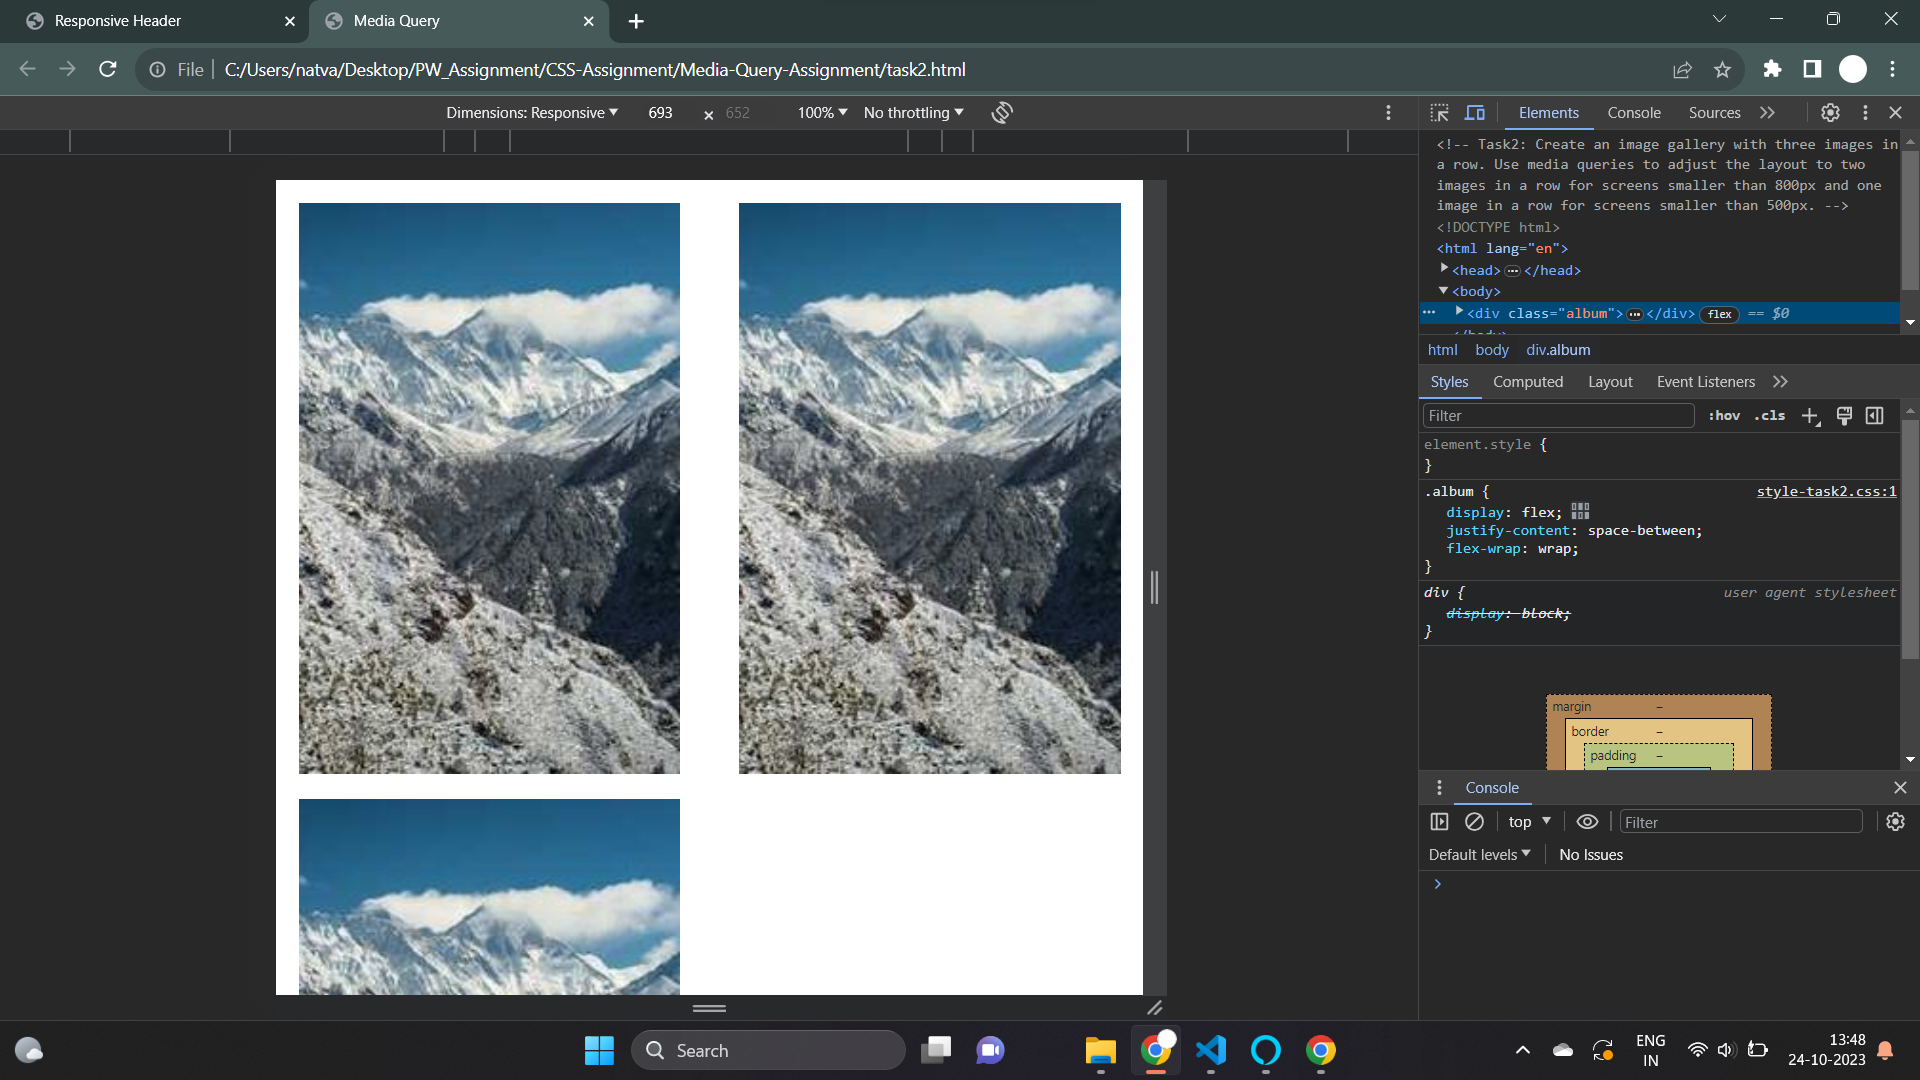 Responsive Header
Media Query
File
C:/Users/natva/Desktop/PW_Assignment/CSS-Assignment/Media-Query-Assignment/task2.html
Dimensions: Responsive 693 × 652 100% No throttling
Elements Console Sources
<!-- Task2: Create an image gallery with three images in
a row. Use media queries to adjust the layout to two
images in a row for screens smaller than 800px and one
image in a row for screens smaller than 500px. -->
<!DOCTYPE html>
<html lang="en">
<head>…</head>
<body>
<div class="album">…</div> flex == $0
</body>
html body div.album
Styles Computed Layout Event Listeners
Filter :hov .cls
element.style {
}
.album { style-task2.css:1
display: flex;
justify-content: space-between;
flex-wrap: wrap;
}
div { user agent stylesheet
display: block;
}
margin –
border –
padding –
Console
top Filter
Default levels No Issues
Search
ENG
IN
13:48
24-10-2023